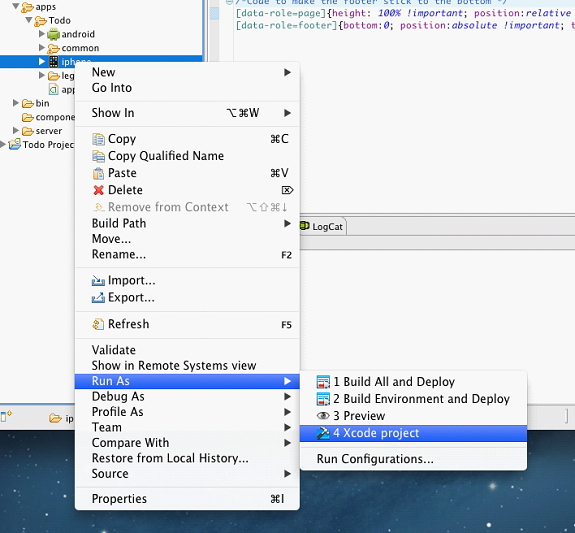 apps
Todo
android
common
iphone
leg
ap
bin
compone
server
Todo Projec
/*Code to make the footer stick to the bottom */
[data-role=page]{height: 100% !important; position:relative
[data-role=footer]{bottom:0; position:absolute !important; t
LogCat
New
Go Into
Show In ⌥⌘W
Copy ⌘C
Copy Qualified Name
Paste ⌘V
Delete ⌦
Remove from Context ⌥⇧⌘↓
Build Path
Move...
Rename... F2
Import...
Export...
Refresh F5
Validate
Show in Remote Systems view
Run As
Debug As
Profile As
Team
Compare With
Restore from Local History...
Source
Properties ⌘I
1 Build All and Deploy
2 Build Environment and Deploy
3 Preview
4 Xcode project
Run Configurations...
ip